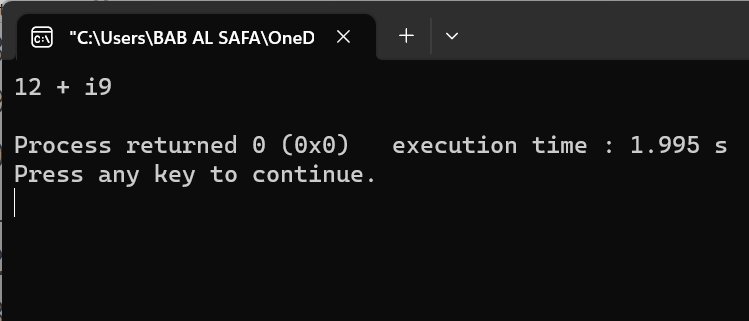 "C:\Users\BAB AL SAFA\OneD
12 + i9
Process returned 0 (0x0)   execution time : 1.995 s
Press any key to continue.